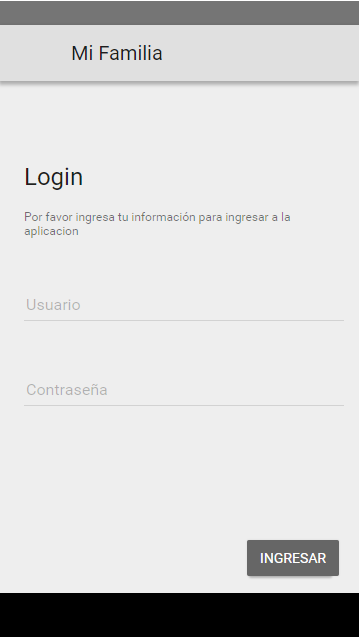 Mi Familia
Login
Por favor ingresa tu información para ingresar a la
aplicacion
Usuario
Contraseña
INGRESAR